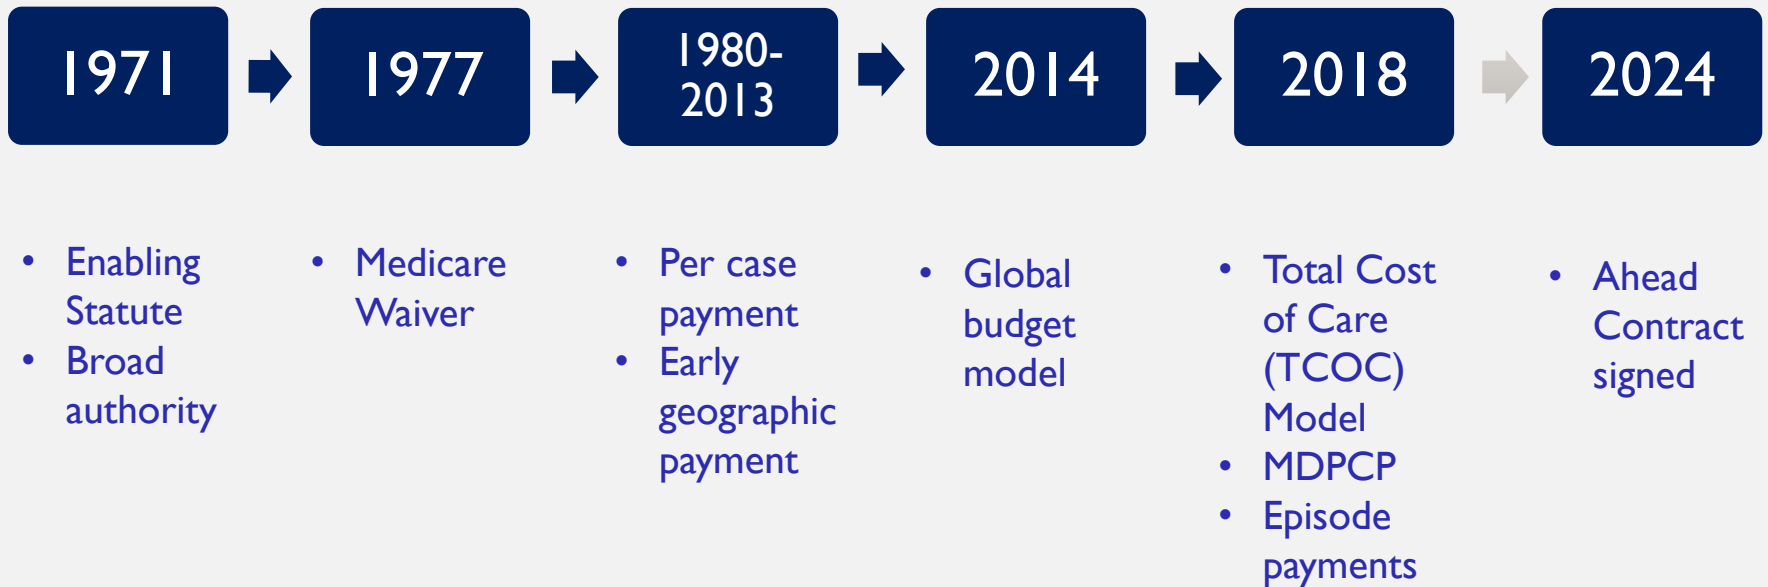 1971
1977
1980-
2013
2014
2018
2024
• Enabling
Statute
• Broad
authority
• Medicare
Waiver
• Per case
payment
• Early
geographic
payment
• Global
budget
model
• Total Cost
of Care
(TCOC)
Model
• MDPCP
• Episode
payments
• Ahead
Contract
signed